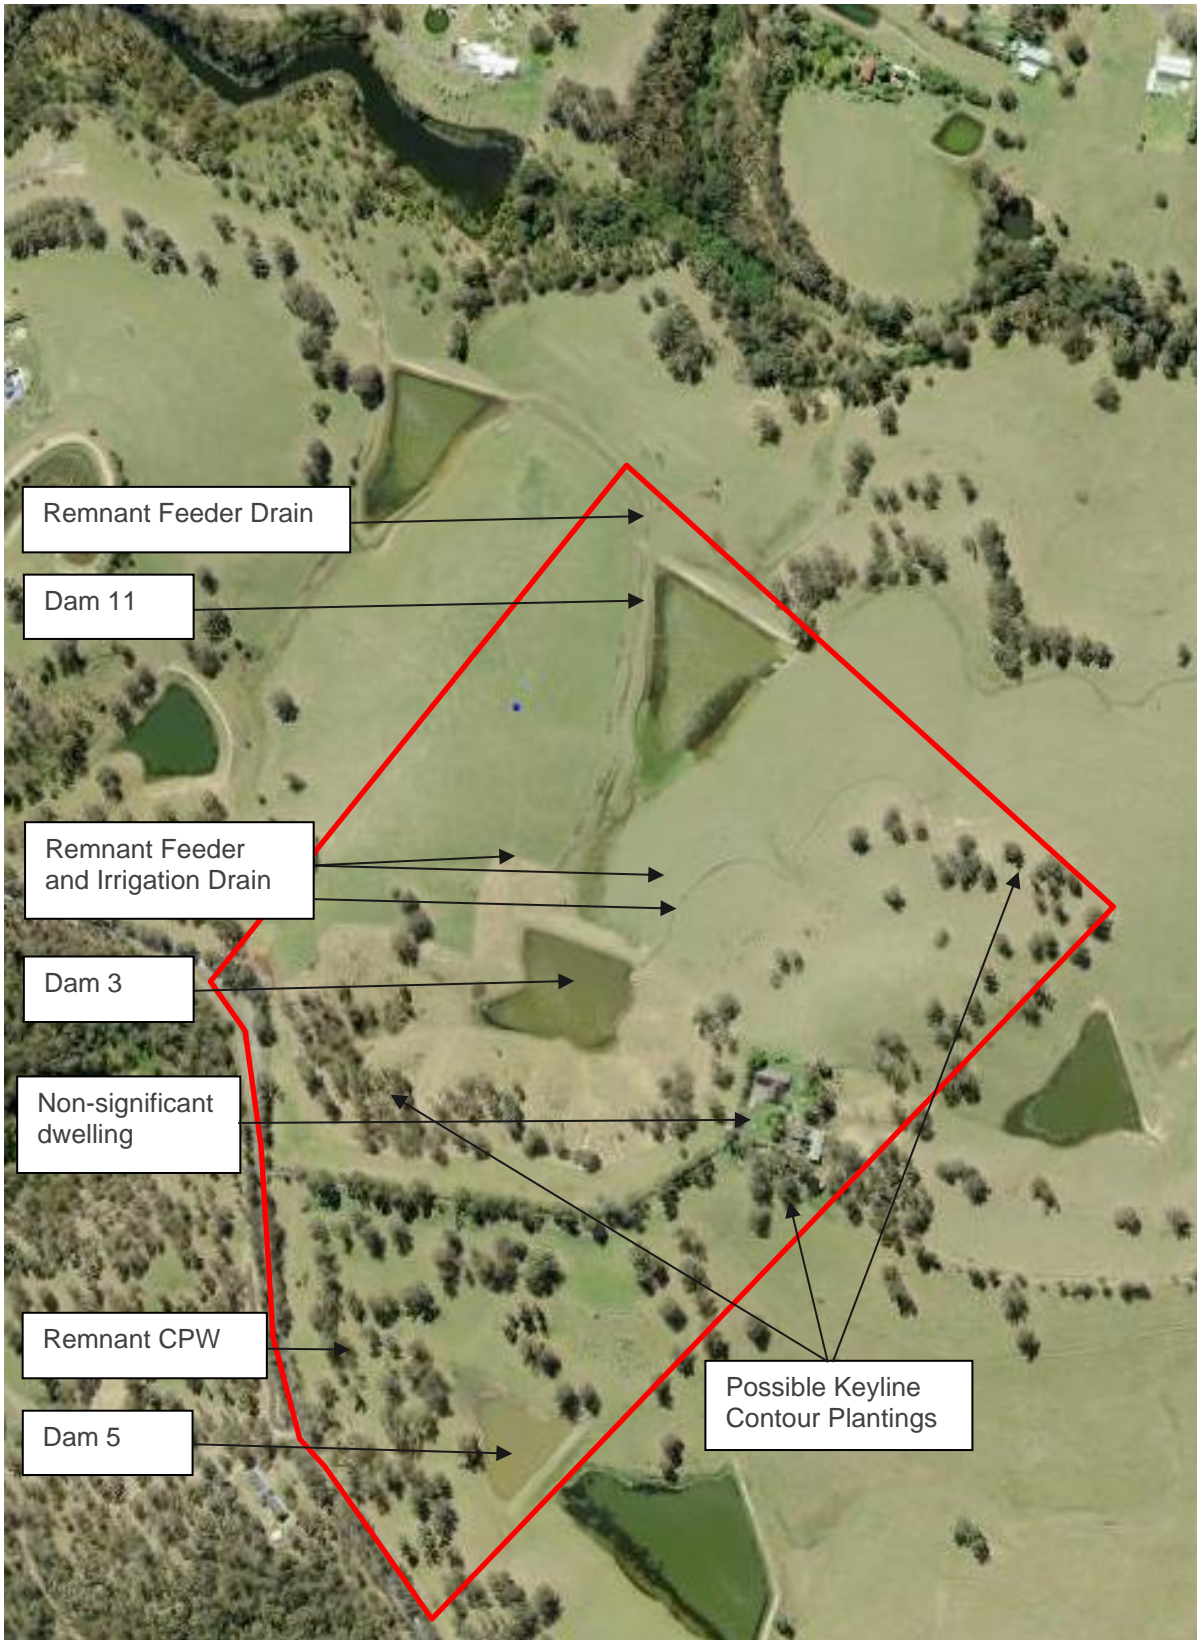 Remnant Feeder Drain
Dam 11
Remnant Feeder
and Irrigation Drain
Dam 3
Non-significant
dwelling
Remnant CPW
Possible Keyline
Contour Plantings
Dam 5